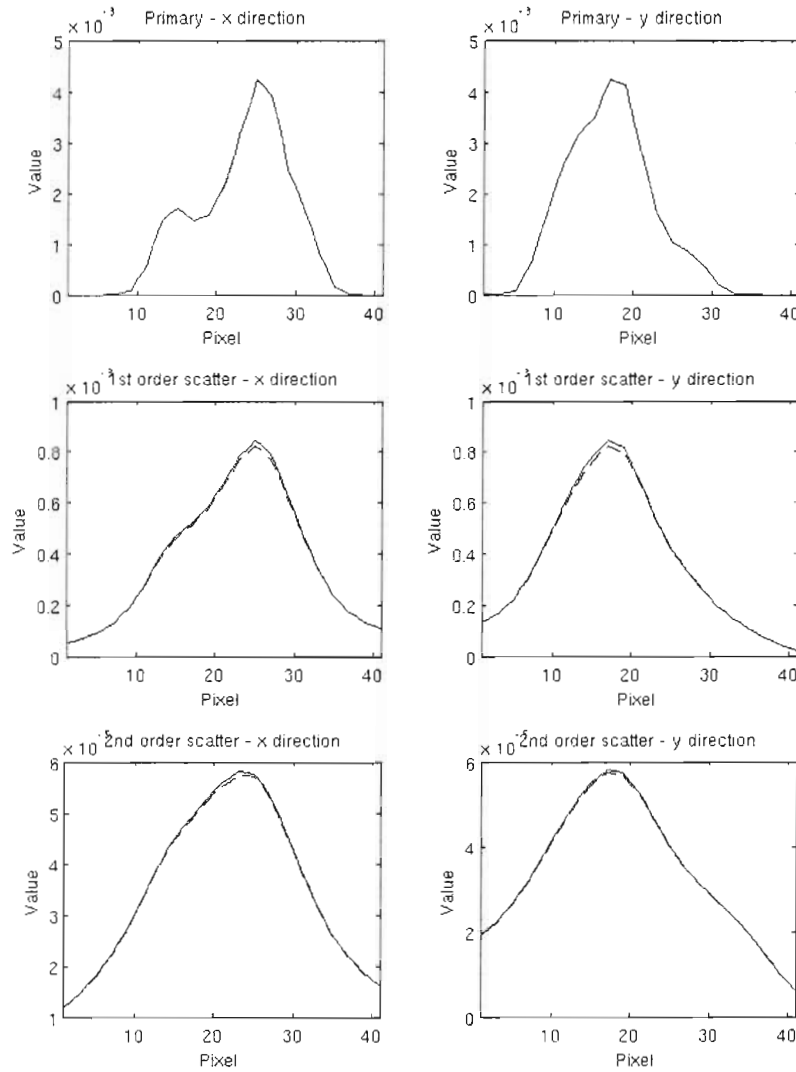 × 10⁻³ Primary - x direction
5
4
3
2
1
0
Value
10 20 30 40
Pixel
× 10⁻³ Primary - y direction
5
4
3
2
1
0
Value
10 20 30 40
Pixel
× 10⁻³ 1st order scatter - x direction
1
0.8
0.6
0.4
0.2
0
Value
10 20 30 40
Pixel
× 10⁻³ 1st order scatter - y direction
1
0.8
0.6
0.4
0.2
0
Value
10 20 30 40
Pixel
× 10⁻⁵ 2nd order scatter - x direction
6
5
4
3
2
1
Value
10 20 30 40
Pixel
× 10⁻⁵ 2nd order scatter - y direction
6
4
2
0
Value
10 20 30 40
Pixel